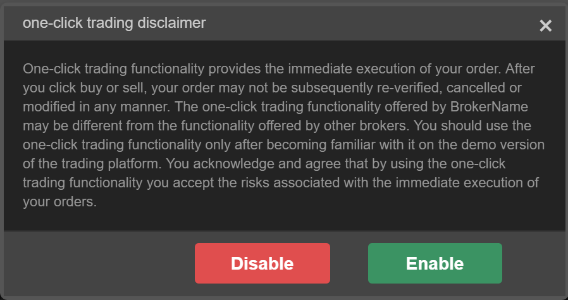 one-click trading disclaimer
One-click trading functionality provides the immediate execution of your order. After
you click buy or sell, your order may not be subsequently re-verified, cancelled or
modified in any manner. The one-click trading functionality offered by BrokerName
may be different from the functionality offered by other brokers. You should use the
one-click trading functionality only after becoming familiar with it on the demo version
of the trading platform. You acknowledge and agree that by using the one-click
trading functionality you accept the risks associated with the immediate execution of
your orders.
Disable
Enable